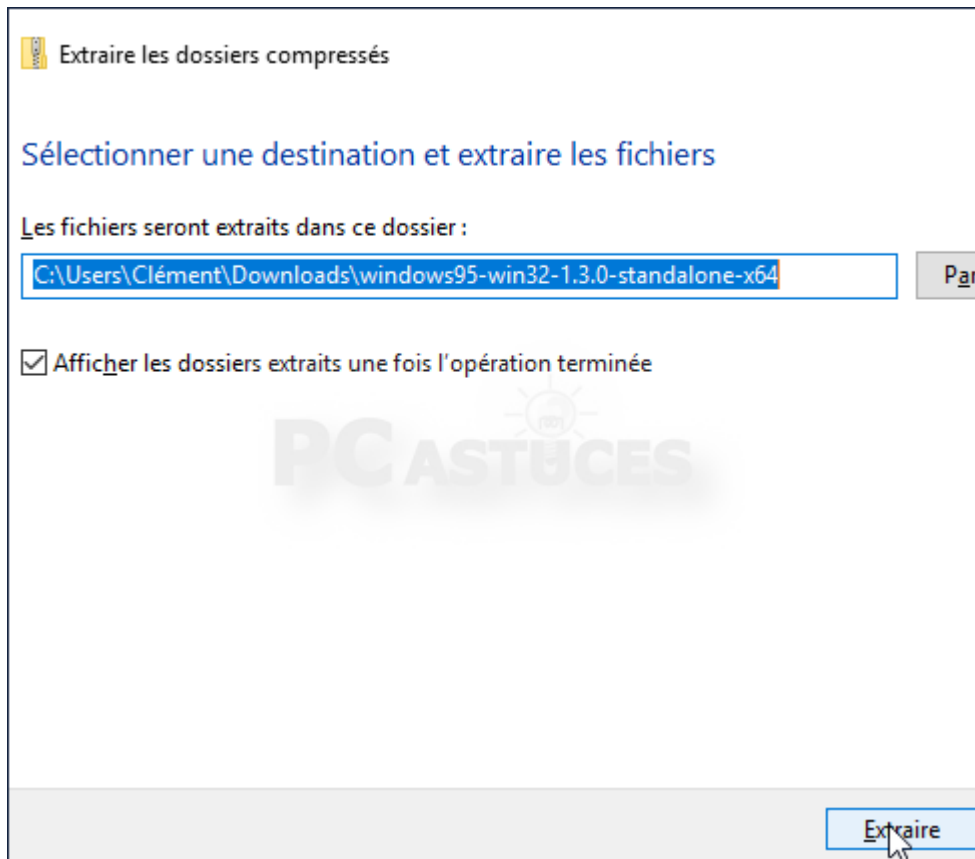 Extraire les dossiers compressés
Sélectionner une destination et extraire les fichiers
Les fichiers seront extraits dans ce dossier :
C:\Users\Clément\Downloads\windows95-win32-1.3.0-standalone-x64
Par
Afficher les dossiers extraits une fois l'opération terminée
PC ASTUCES
Extraire